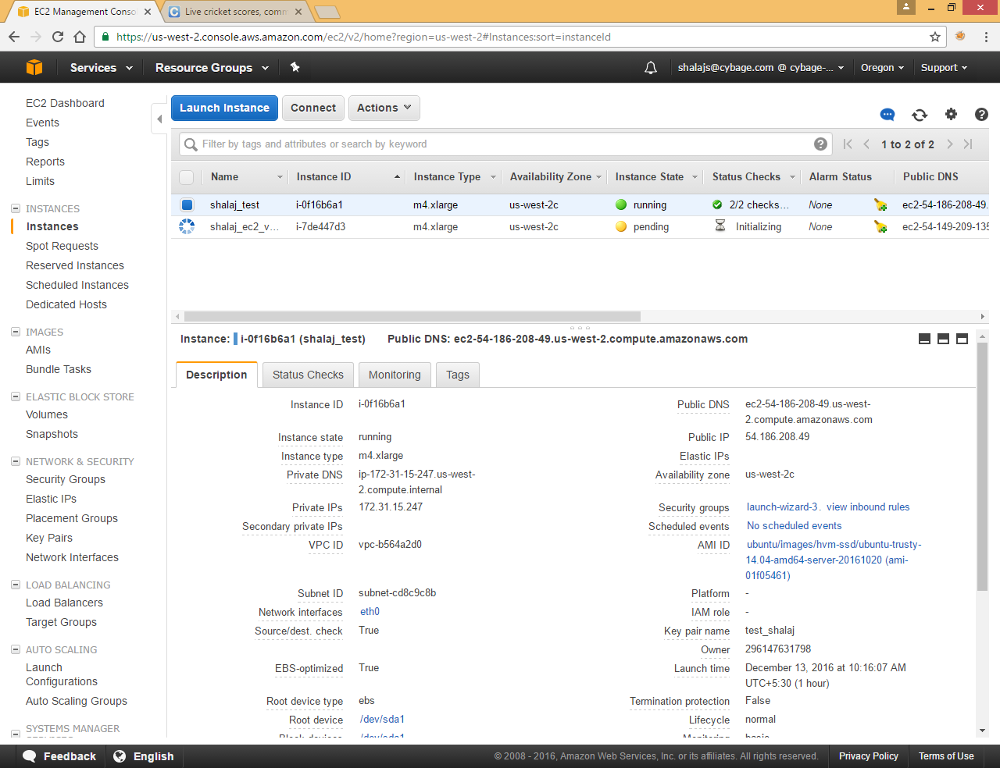 EC2 Management Conso
Live cricket scores, comm
https://us-west-2.console.aws.amazon.com/ec2/v2/home?region=us-west-2#Instances:sort=instanceId
Services Resource Groups shalajs@cybage.com @ cybage-... Oregon Support
EC2 Dashboard
Events
Tags
Reports
Limits
INSTANCES
Instances
Spot Requests
Reserved Instances
Scheduled Instances
Dedicated Hosts
IMAGES
AMIs
Bundle Tasks
ELASTIC BLOCK STORE
Volumes
Snapshots
NETWORK & SECURITY
Security Groups
Elastic IPs
Placement Groups
Key Pairs
Network Interfaces
LOAD BALANCING
Load Balancers
Target Groups
AUTO SCALING
Launch
Configurations
Auto Scaling Groups
SYSTEMS MANAGER
Launch Instance Connect Actions
Filter by tags and attributes or search by keyword 1 to 2 of 2
Name Instance ID Instance Type Availability Zone Instance State Status Checks Alarm Status Public DNS
shalaj_test i-0f16b6a1 m4.xlarge us-west-2c running 2/2 checks... None ec2-54-186-208-49.
shalaj_ec2_v... i-7de447d3 m4.xlarge us-west-2c pending Initializing None ec2-54-149-209-135
Instance: i-0f16b6a1 (shalaj_test) Public DNS: ec2-54-186-208-49.us-west-2.compute.amazonaws.com
Description Status Checks Monitoring Tags
Instance ID i-0f16b6a1
Instance state running
Instance type m4.xlarge
Private DNS ip-172-31-15-247.us-west-
2.compute.internal
Private IPs 172.31.15.247
Secondary private IPs
VPC ID vpc-b564a2d0
Subnet ID subnet-cd8c9c8b
Network interfaces eth0
Source/dest. check True
EBS-optimized True
Root device type ebs
Root device /dev/sda1
Block devices /dev/sda1
Public DNS ec2-54-186-208-49.us-west-
2.compute.amazonaws.com
Public IP 54.186.208.49
Elastic IPs
Availability zone us-west-2c
Security groups launch-wizard-3. view inbound rules
Scheduled events No scheduled events
AMI ID ubuntu/images/hvm-ssd/ubuntu-trusty-
14.04-amd64-server-20161020 (ami-
01f05461)
Platform -
IAM role -
Key pair name test_shalaj
Owner 296147631798
Launch time December 13, 2016 at 10:16:07 AM
UTC+5:30 (1 hour)
Termination protection False
Lifecycle normal
Monitoring basic
Feedback English © 2008 - 2016, Amazon Web Services, Inc. or its affiliates. All rights reserved. Privacy Policy Terms of Use